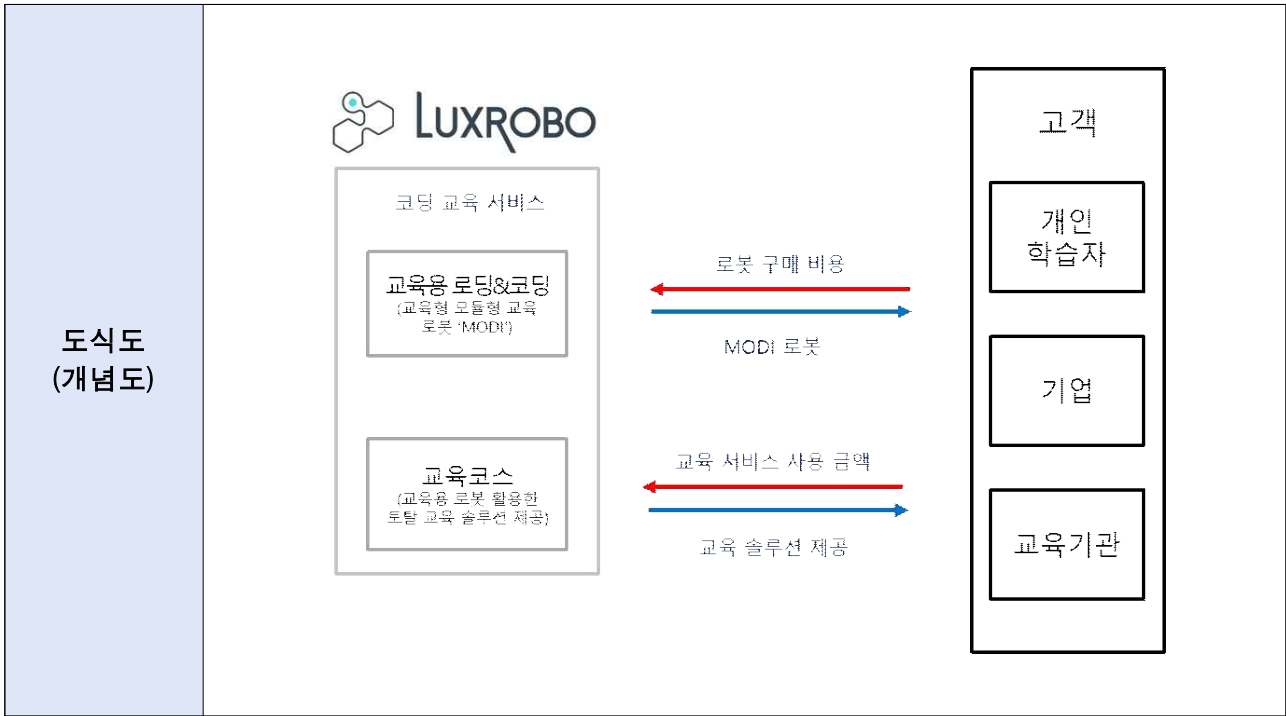 도식도
(개념도)
LUXROBO
코딩 교육 서비스
교육용 로딩&코딩
(교육형 모듈형 교육
로봇 'MODI')
교육코스
(교육용 로봇 활용한
토탈 교육 솔루션 제공)
로봇 구매 비용
MODI 로봇
교육 서비스 사용 금액
교육 솔루션 제공
고객
개인
학습자
기업
교육기관